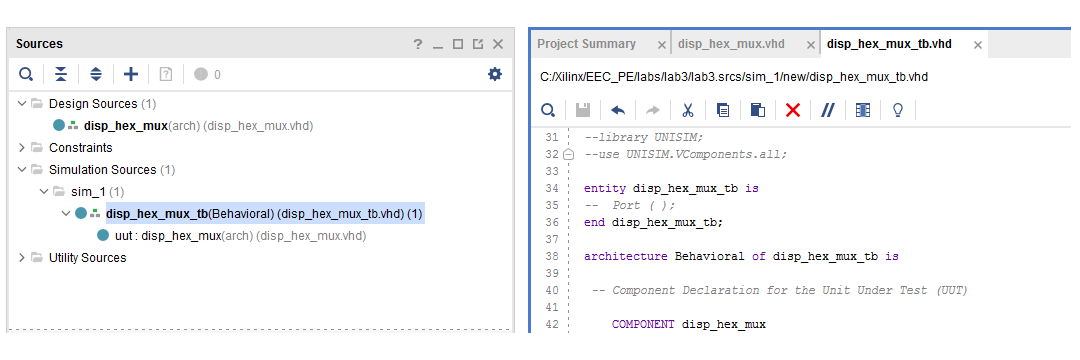 Sources
? _ □ ×
0
Design Sources (1)
disp_hex_mux(arch) (disp_hex_mux.vhd)
Constraints
Simulation Sources (1)
sim_1 (1)
disp_hex_mux_tb(Behavioral) (disp_hex_mux_tb.vhd) (1)
uut : disp_hex_mux(arch) (disp_hex_mux.vhd)
Utility Sources
Project Summary × disp_hex_mux.vhd × disp_hex_mux_tb.vhd ×
C:/Xilinx/EEC_PE/labs/lab3/lab3.srcs/sim_1/new/disp_hex_mux_tb.vhd
31 --library UNISIM;
32 --use UNISIM.VComponents.all;
33
34 entity disp_hex_mux_tb is
35 --  Port ( );
36 end disp_hex_mux_tb;
37
38 architecture Behavioral of disp_hex_mux_tb is
39
40 -- Component Declaration for the Unit Under Test (UUT)
41
42 COMPONENT disp_hex_mux